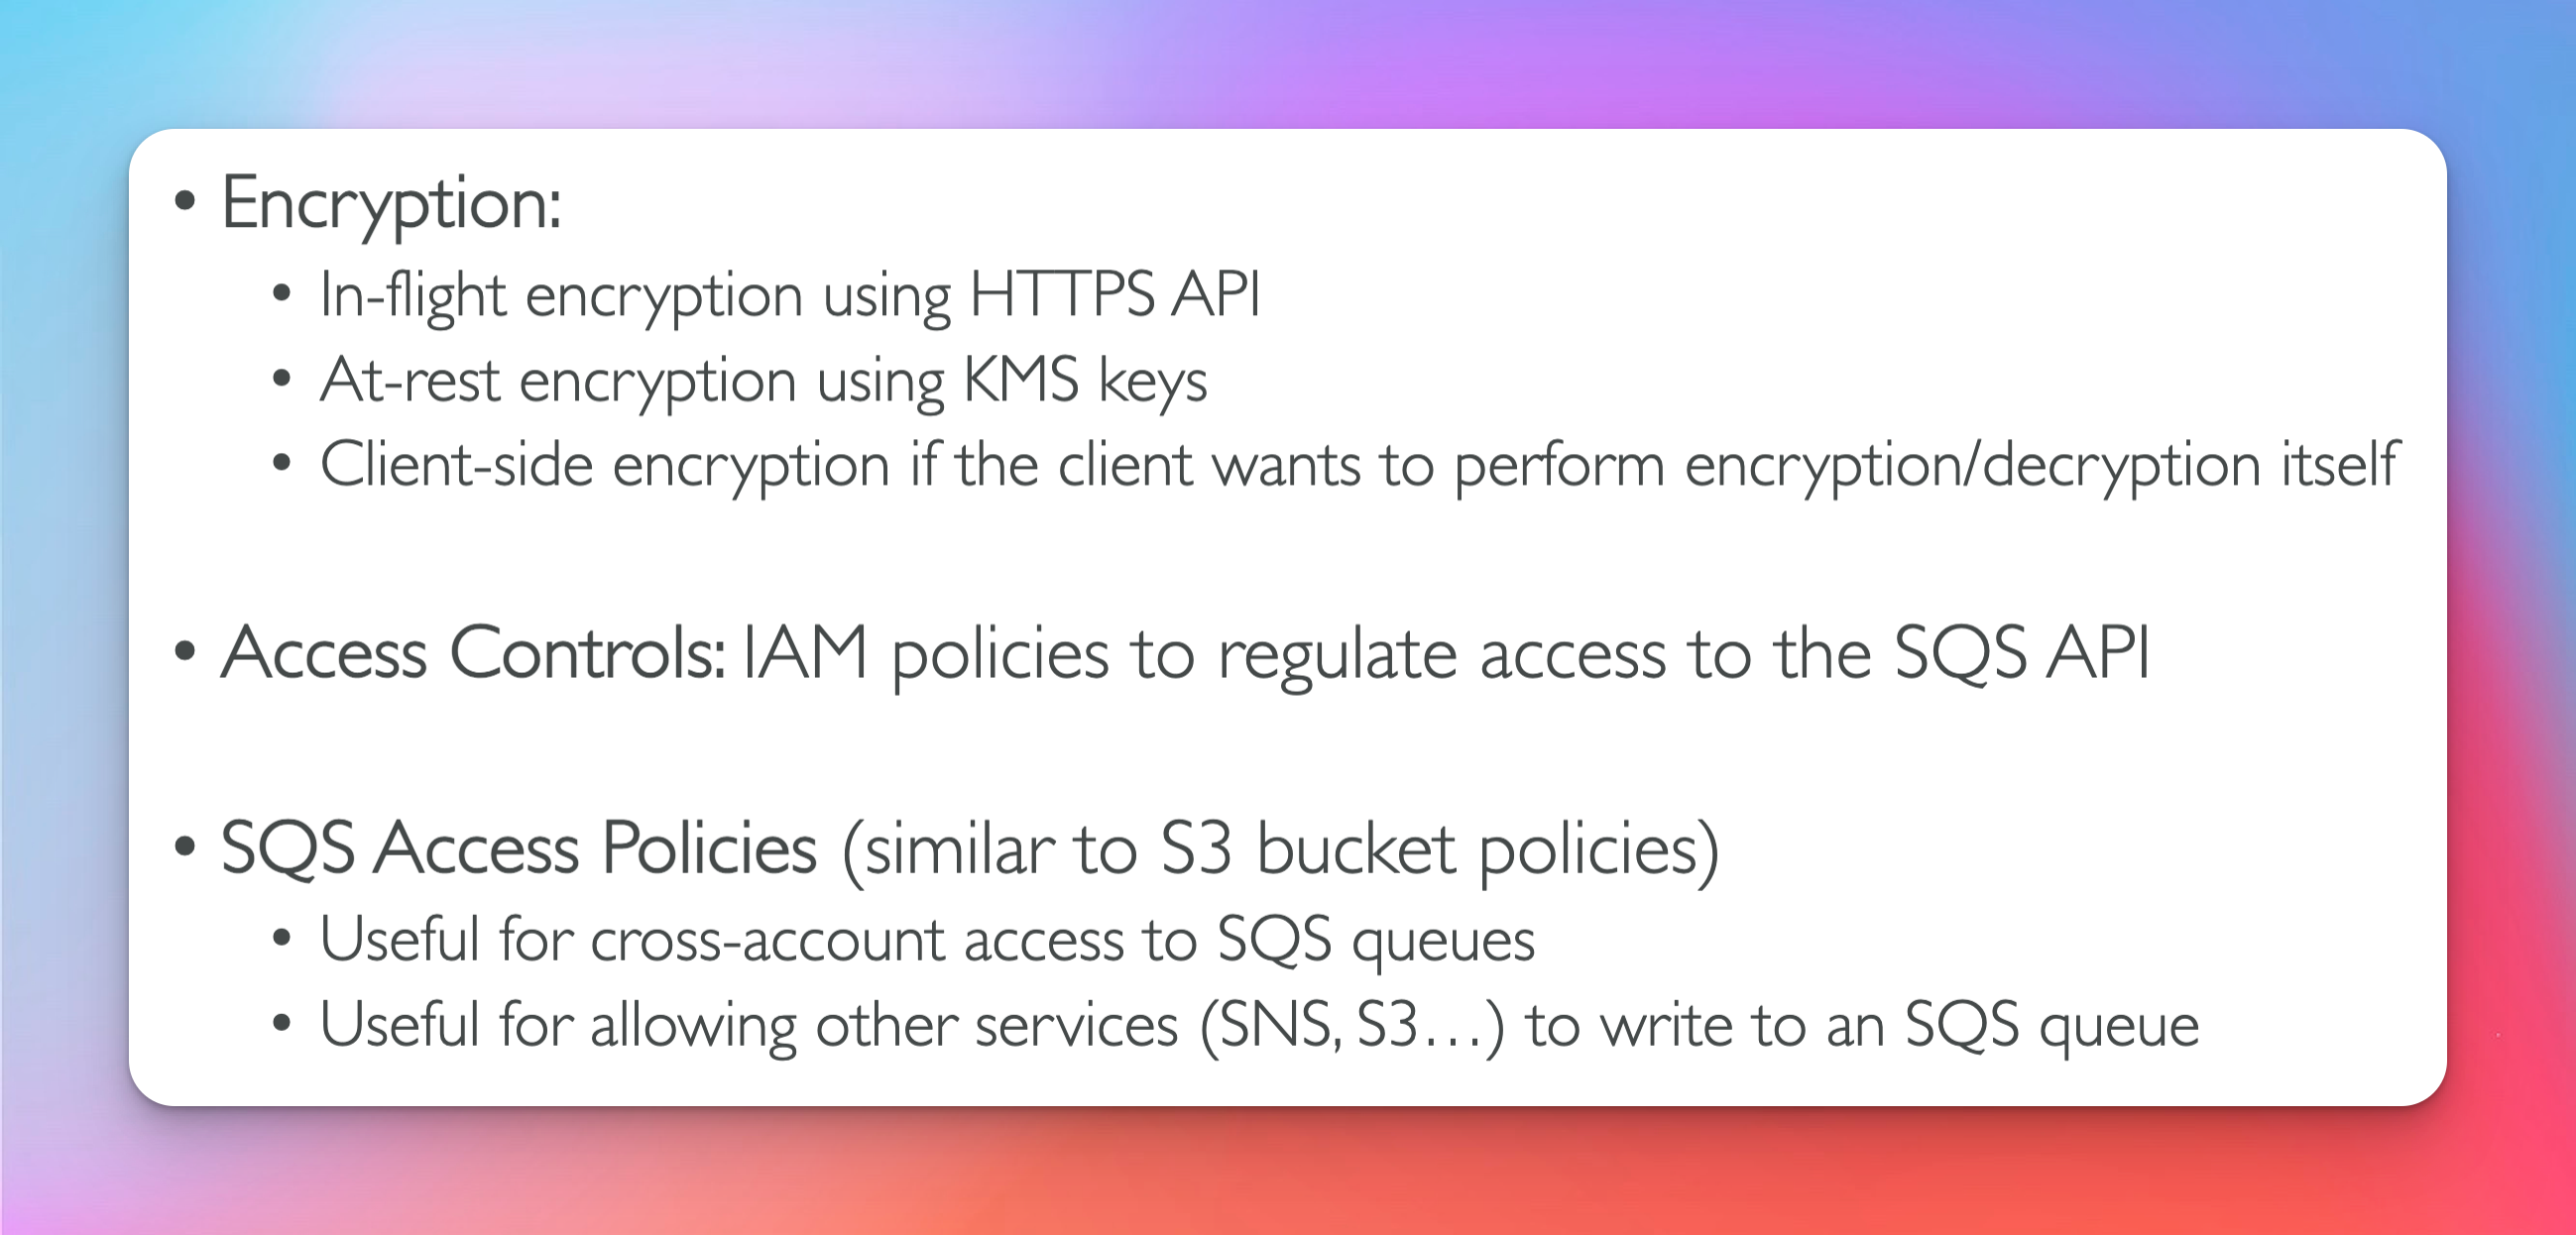 • Encryption:
• In-flight encryption using HTTPS API
• At-rest encryption using KMS keys
• Client-side encryption if the client wants to perform encryption/decryption itself
• Access Controls: IAM policies to regulate access to the SQS API
• SQS Access Policies (similar to S3 bucket policies)
• Useful for cross-account access to SQS queues
• Useful for allowing other services (SNS, S3…) to write to an SQS queue